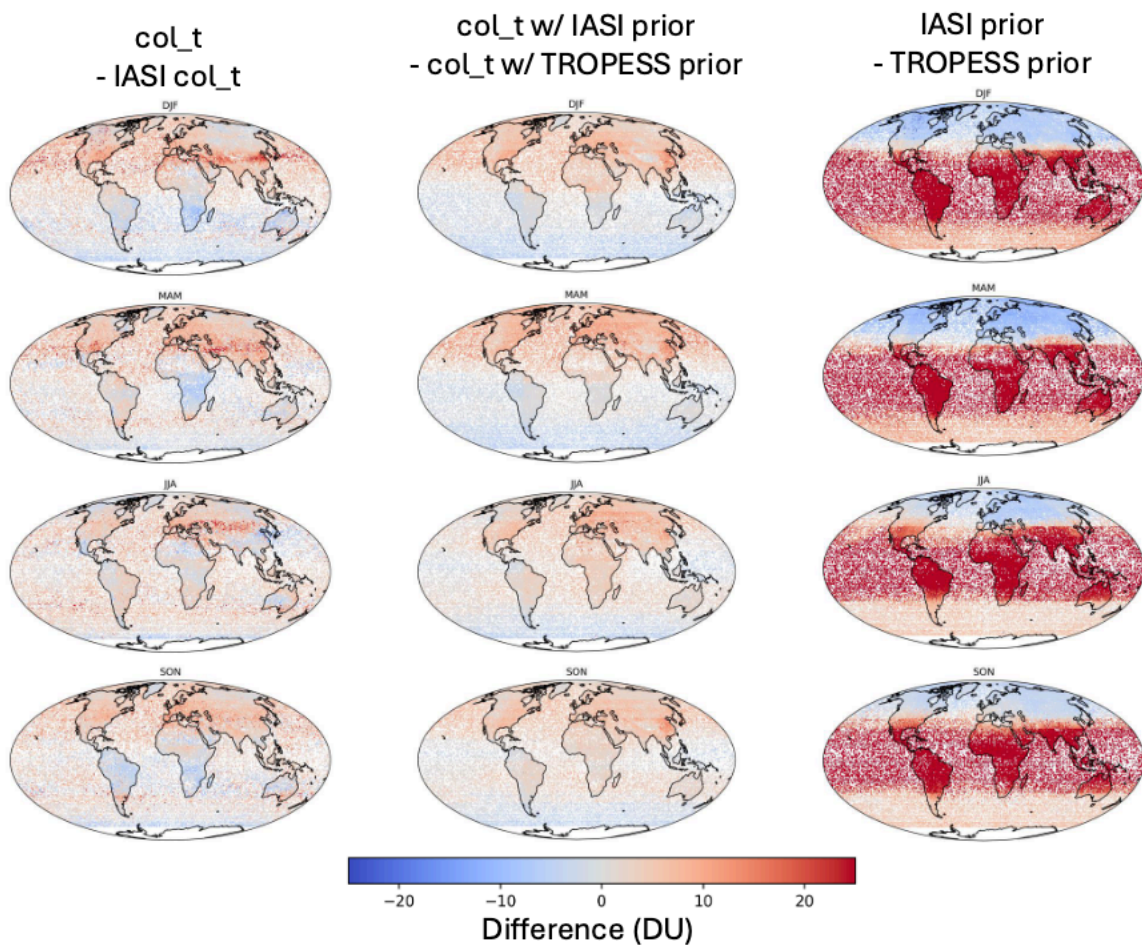 col_t
- IASI col_t
col_t w/ IASI prior
- col_t w/ TROPESS prior
IASI prior
- TROPESS prior
DJF
DJF
DJF
MAM
MAM
MAM
JJA
JJA
JJA
SON
SON
SON
−20
−10
0
10
20
Difference (DU)